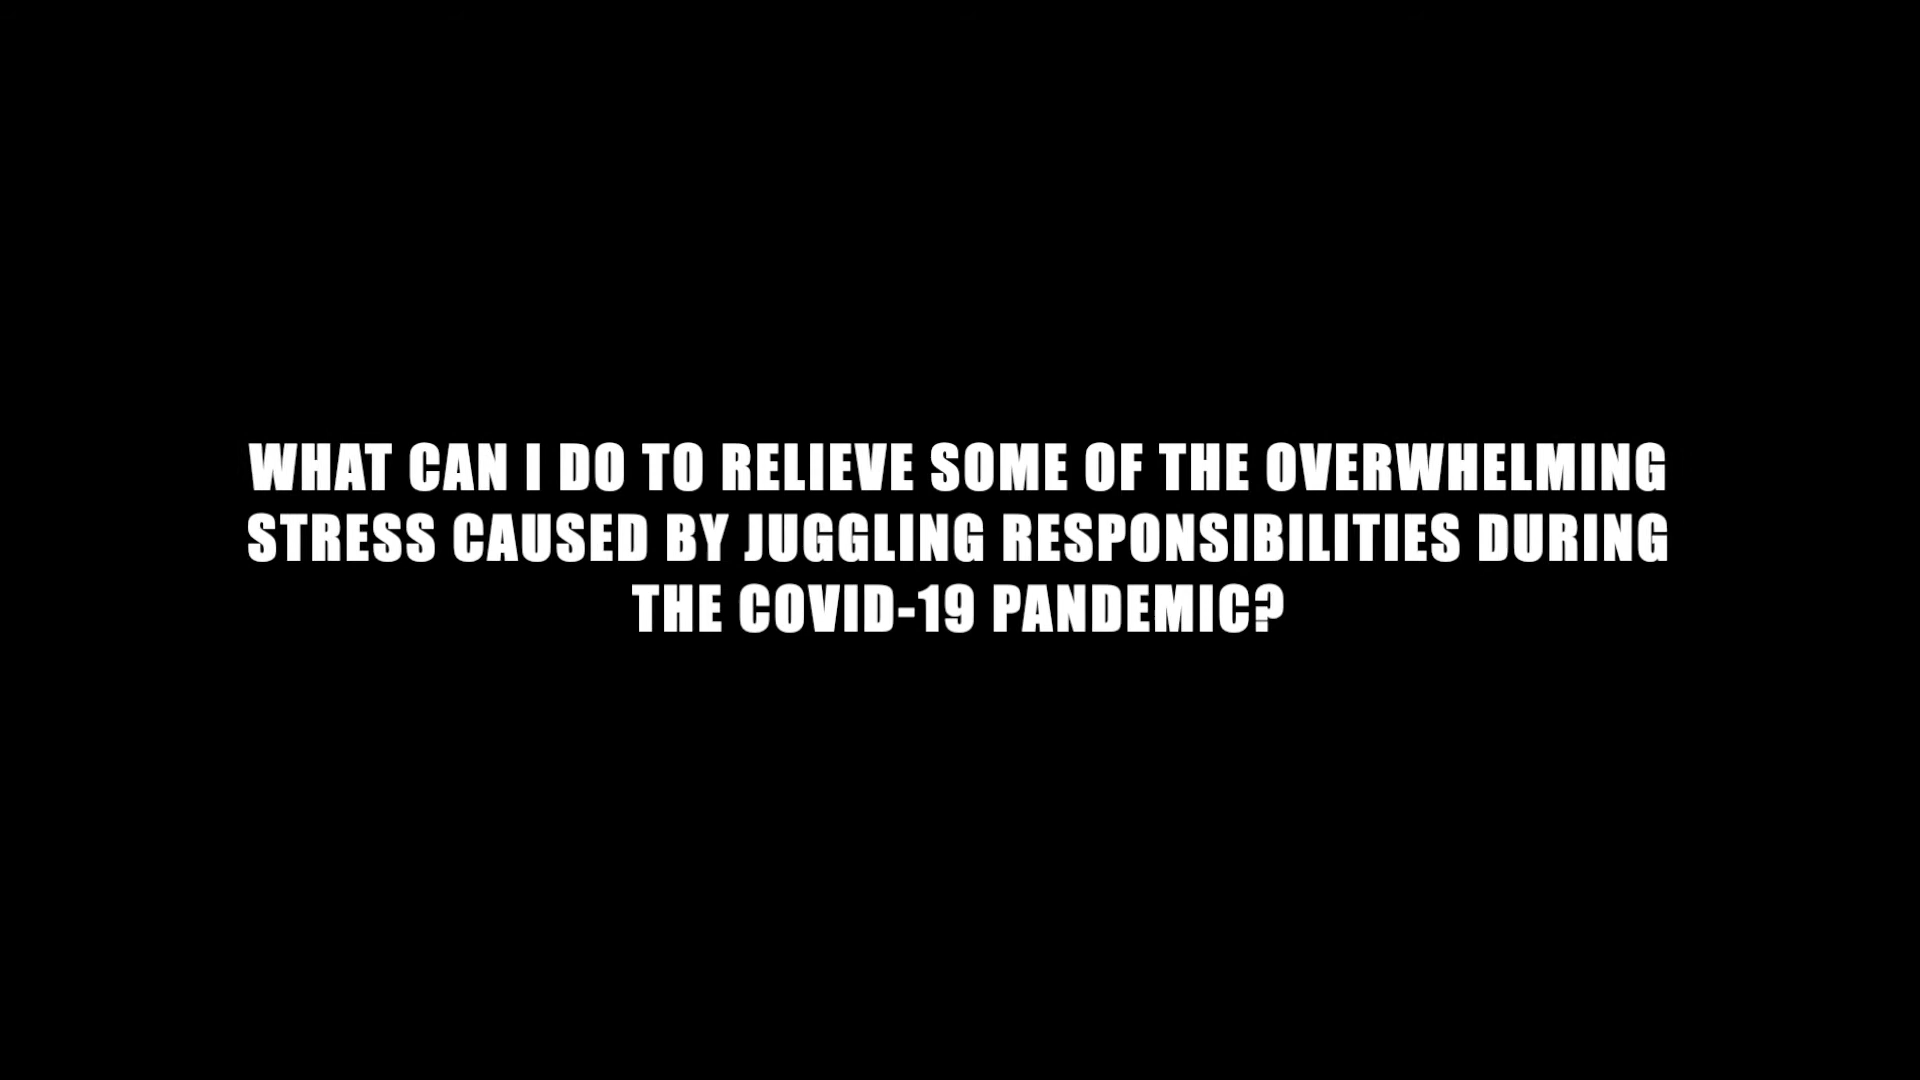 WHAT CAN I DO TO RELIEVE SOME OF THE OVERWHELMING
STRESS CAUSED BY JUGGLING RESPONSIBILITIES DURING
THE COVID-19 PANDEMIC?